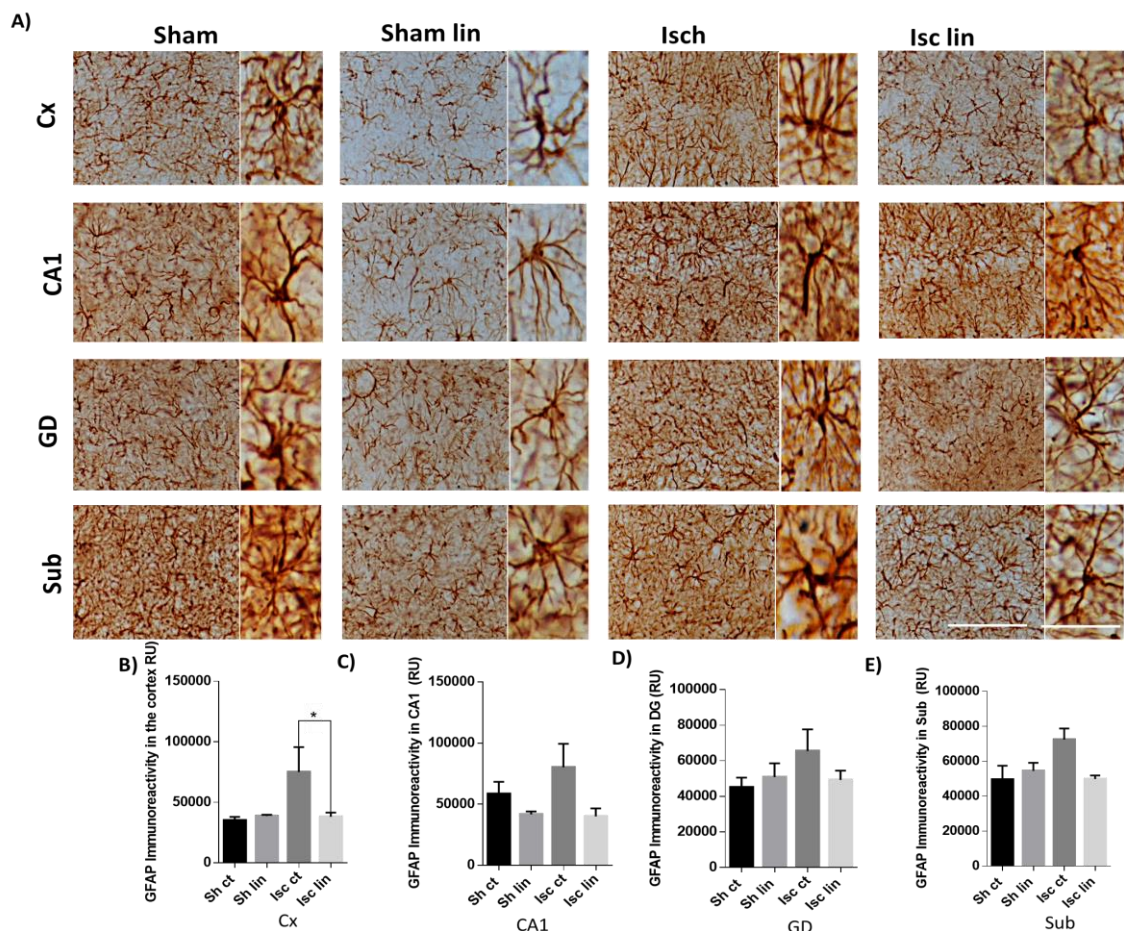 A)
Sham
Sham lin
Isch
Isc lin
Cx
CA1
GD
Sub
B)
GFAP Immunoreactivity in the cortex RU)
150000
100000
50000
0
Sh ct
Sh lin
Isc ct
Isc lin
*
Cx
C)
GFAP Immunoreactivity in CA1 (RU)
150000
100000
50000
0
Sh ct
Sh lin
Isc ct
Isc lin
CA1
D)
GFAP Immunoreactivity in DG (RU)
100000
80000
60000
40000
20000
0
Sh ct
Sh lin
Isc ct
Isc lin
GD
E)
GFAP Immunoreactivity in Sub (RU)
100000
80000
60000
40000
20000
0
Sh ct
Sh lin
Isc ct
Isc lin
Sub